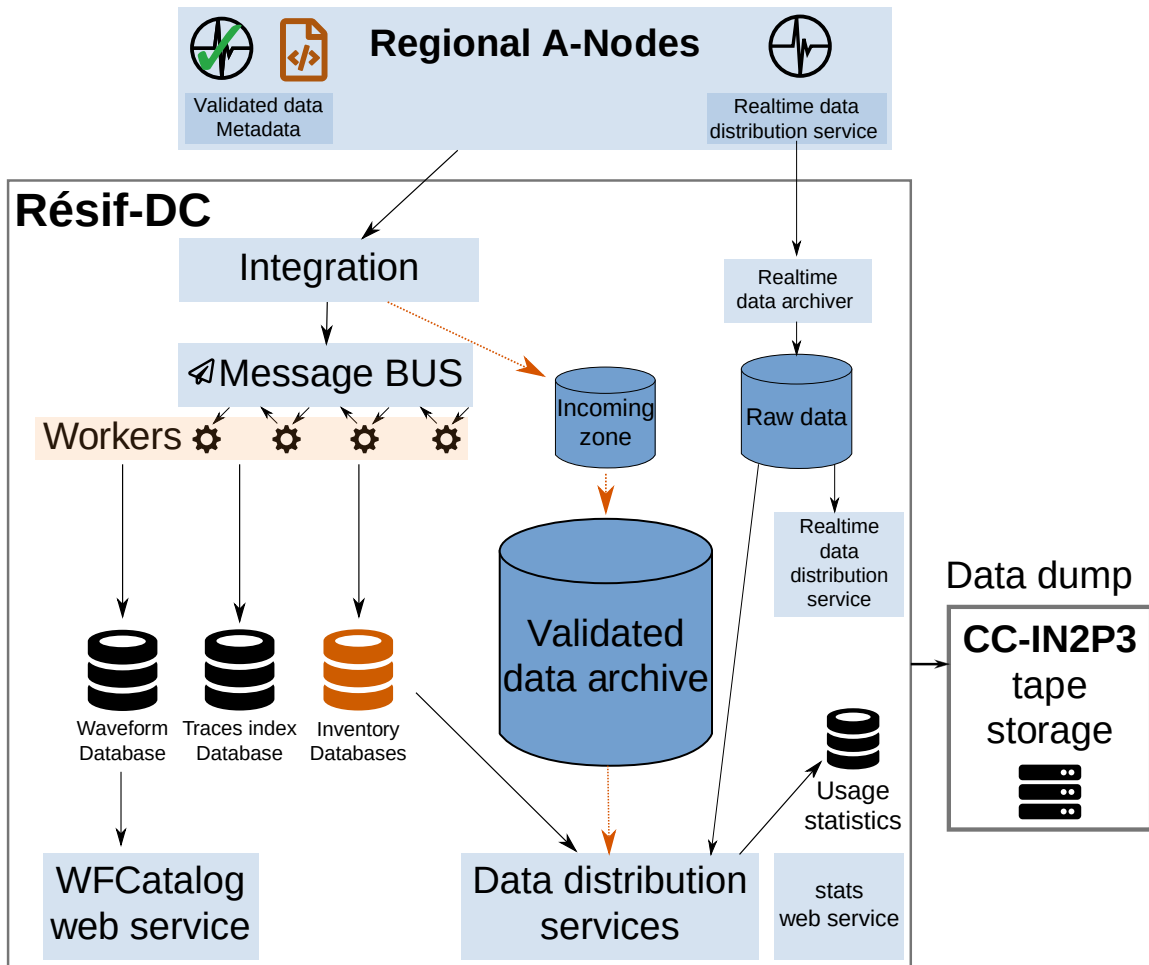 Regional A-Nodes
Validated data
Metadata
Realtime data
distribution service
Résif-DC
Integration
Realtime
data archiver
Message BUS
Incoming
zone
Raw data
Workers
Realtime
data
distribution
service
Data dump
CC-IN2P3
tape
storage
Validated
data archive
Waveform
Database
Traces index
Database
Inventory
Databases
Usage
statistics
WFCatalog
web service
Data distribution
services
stats
web service